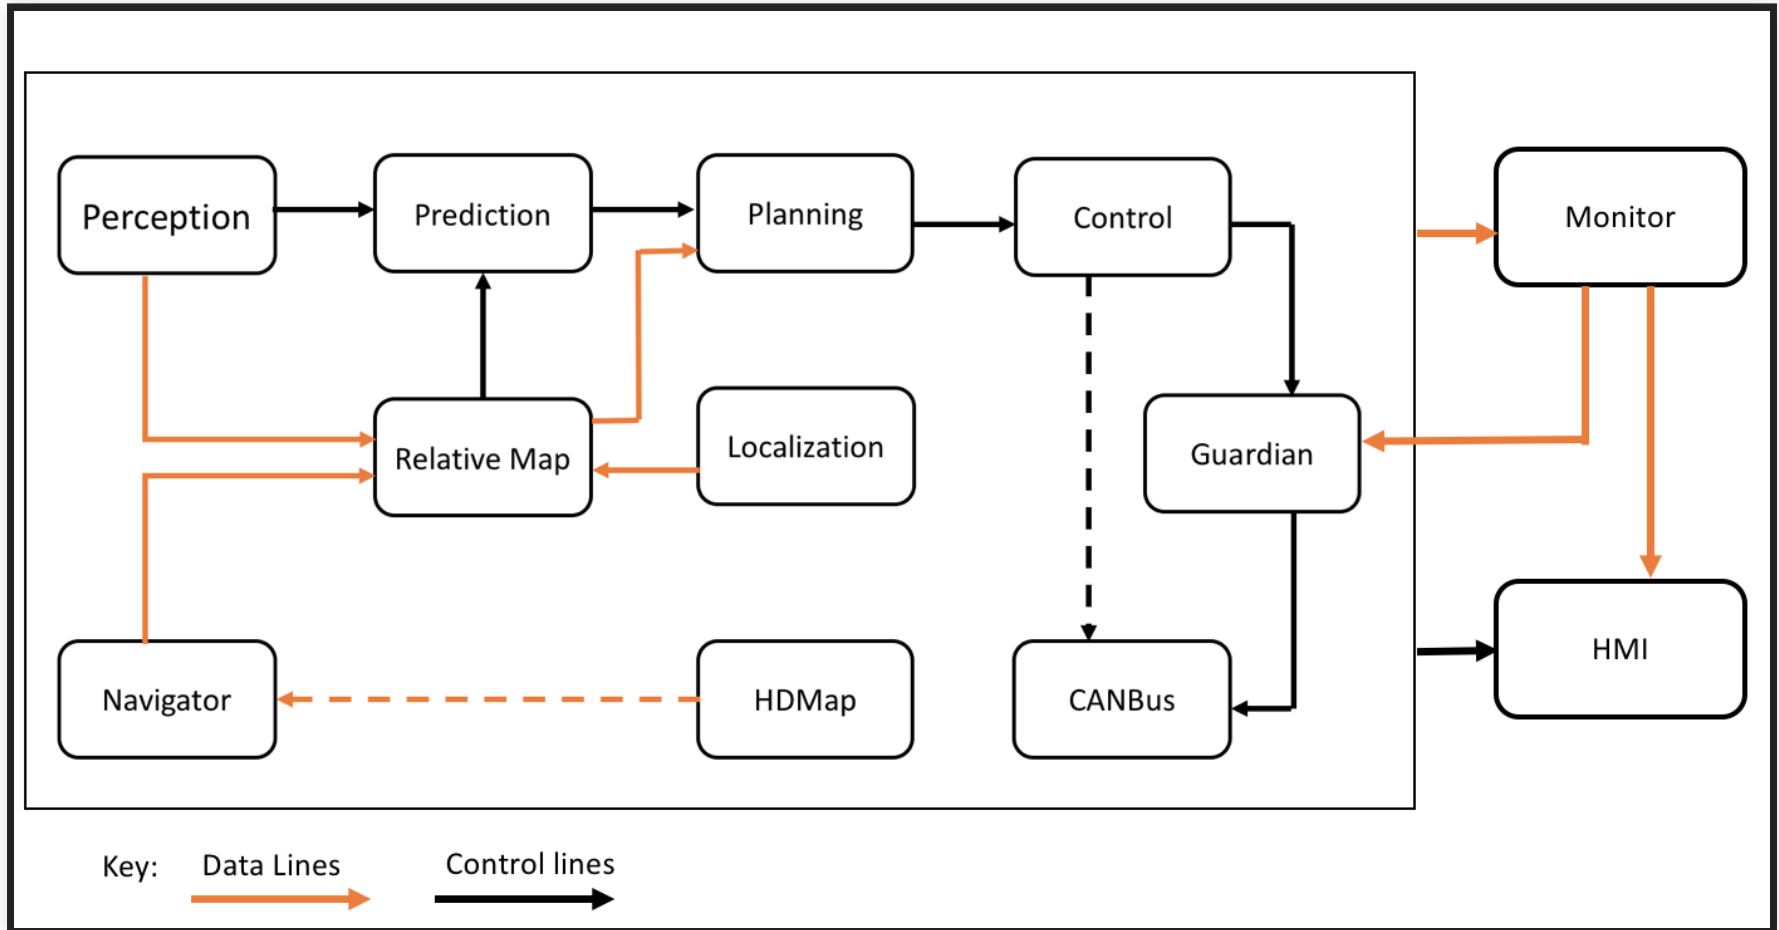 Perception
Prediction
Planning
Control
Monitor
Relative Map
Localization
Guardian
Navigator
HDMap
CANBus
HMI
Key:
Data Lines
Control lines